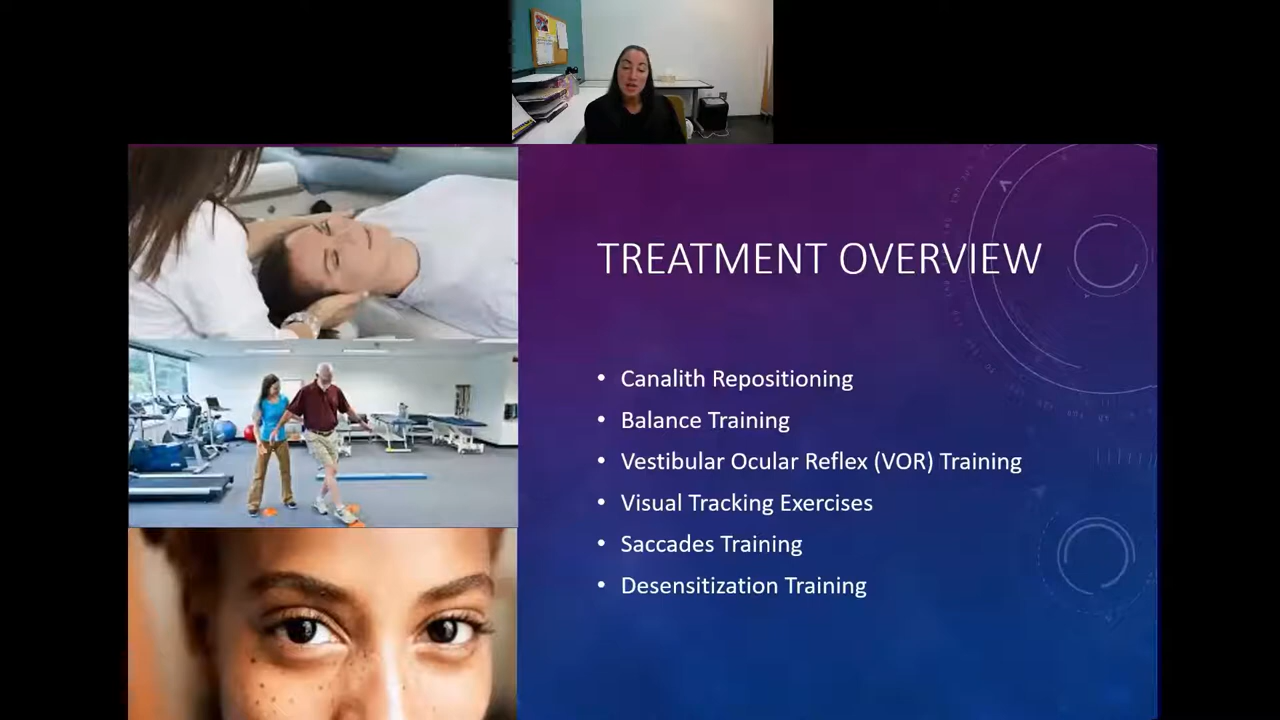 TREATMENT OVERVIEW
• Canalith Repositioning
• Balance Training
• Vestibular Ocular Reflex (VOR) Training
• Visual Tracking Exercises
• Saccades Training
• Desensitization Training